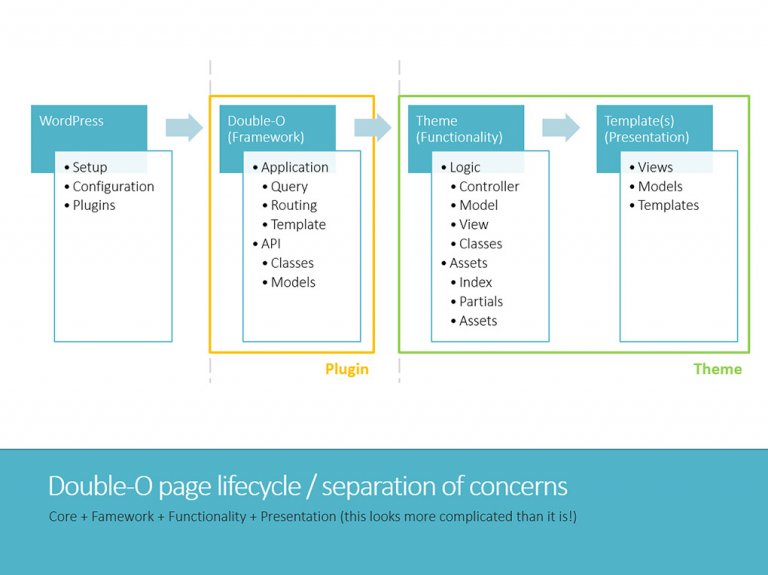 WordPress
• Setup
• Configuration
• Plugins
Double-O
(Framework)
• Application
• Query
• Routing
• Template
• API
• Classes
• Models
Plugin
Theme
(Functionality)
• Logic
• Controller
• Model
• View
• Classes
• Assets
• Index
• Partials
• Assets
Template(s)
(Presentation)
• Views
• Models
• Templates
Theme
Double-O page lifecycle / separation of concerns
Core + Famework + Functionality + Presentation (this looks more complicated than it is!)